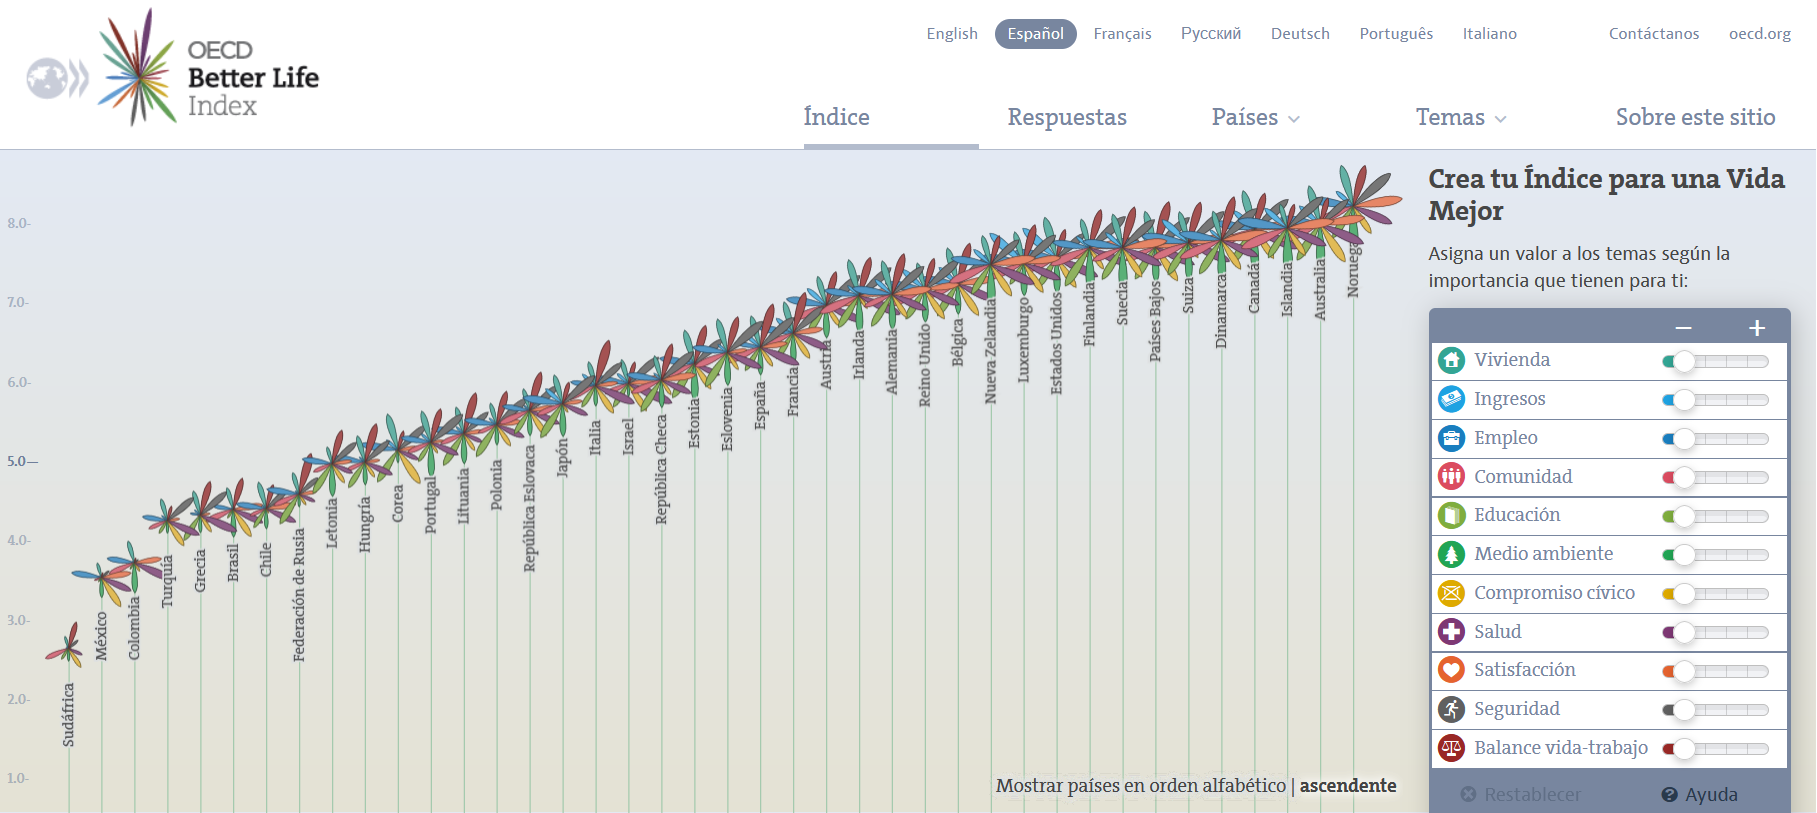 OECD
Better Life
Index
English Español Français Русский Deutsch Português Italiano Contáctanos oecd.org
Índice Respuestas Países Temas Sobre este sitio
8.0-
7.0-
6.0-
5.0
4.0-
3.0-
2.0-
1.0-
Sudáfrica
México
Colombia
Turquía
Grecia
Brasil
Chile
Federación de Rusia
Letonia
Hungría
Corea
Portugal
Lituania
Polonia
República Eslovaca
Japón
Italia
Israel
República Checa
Estonia
Eslovenia
España
Francia
Austria
Irlanda
Alemania
Reino Unido
Bélgica
Nueva Zelandia
Luxemburgo
Estados Unidos
Finlandia
Suecia
Países Bajos
Suiza
Dinamarca
Canadá
Islandia
Australia
Noruega
Mostrar países en orden alfabético | ascendente
Crea tu Índice para una Vida
Mejor
Asigna un valor a los temas según la
importancia que tienen para ti:
− +
Vivienda
Ingresos
Empleo
Comunidad
Educación
Medio ambiente
Compromiso cívico
Salud
Satisfacción
Seguridad
Balance vida-trabajo
Restablecer ? Ayuda